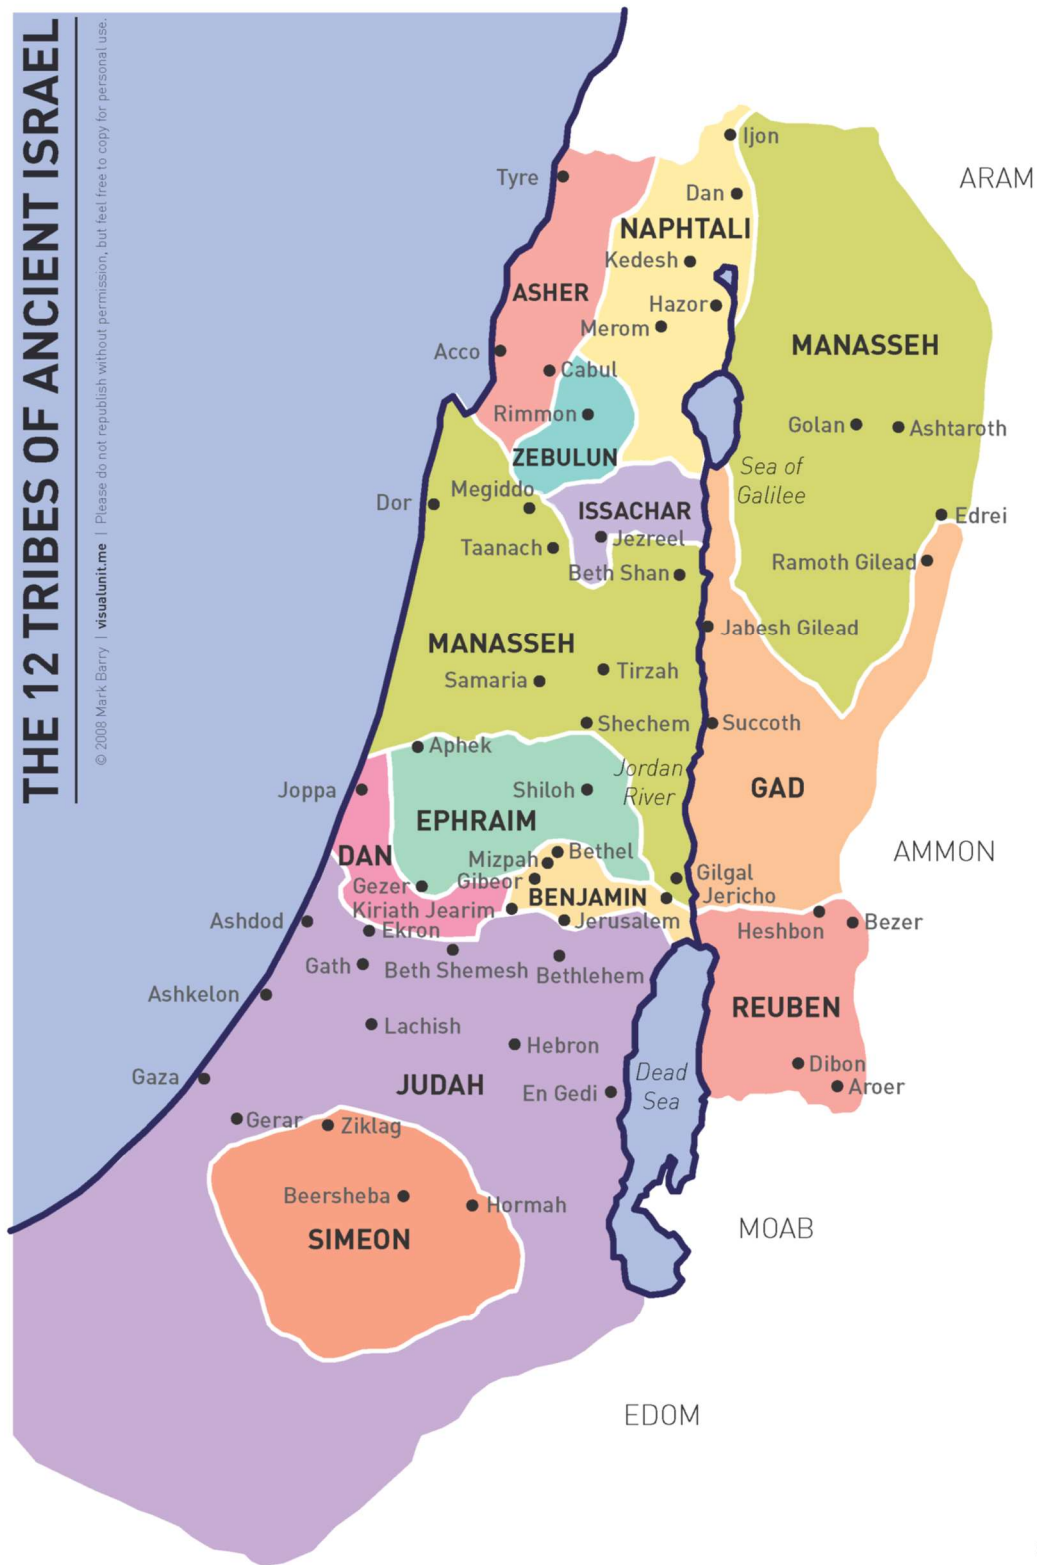 THE 12 TRIBES OF ANCIENT ISRAEL
© 2008 Mark Barry | visualunit.me | Please do not republish without permission, but feel free to copy for personal use.
Ijon
ARAM
Tyre
Dan
NAPHTALI
Kedesh
ASHER
Hazor
Merom
MANASSEH
Acco
Cabul
Rimmon
Golan
Ashtaroth
ZEBULUN
Sea of
Galilee
Megiddo
Dor
ISSACHAR
Edrei
Jezreel
Taanach
Ramoth Gilead
Beth Shan
Jabesh Gilead
MANASSEH
Tirzah
Samaria
Shechem
Succoth
Aphek
Jordan
River
Joppa
Shiloh
GAD
EPHRAIM
DAN
Bethel
Mizpah
AMMON
Gibeor
Gilgal
Gezer
BENJAMIN
Jericho
Kiriath Jearim
Ashdod
Jerusalem
Bezer
Ekron
Heshbon
Gath
Beth Shemesh
Bethlehem
Ashkelon
REUBEN
Lachish
Hebron
Dibon
Dead
Sea
Gaza
JUDAH
Aroer
En Gedi
Gerar
Ziklag
Beersheba
Hormah
MOAB
SIMEON
EDOM